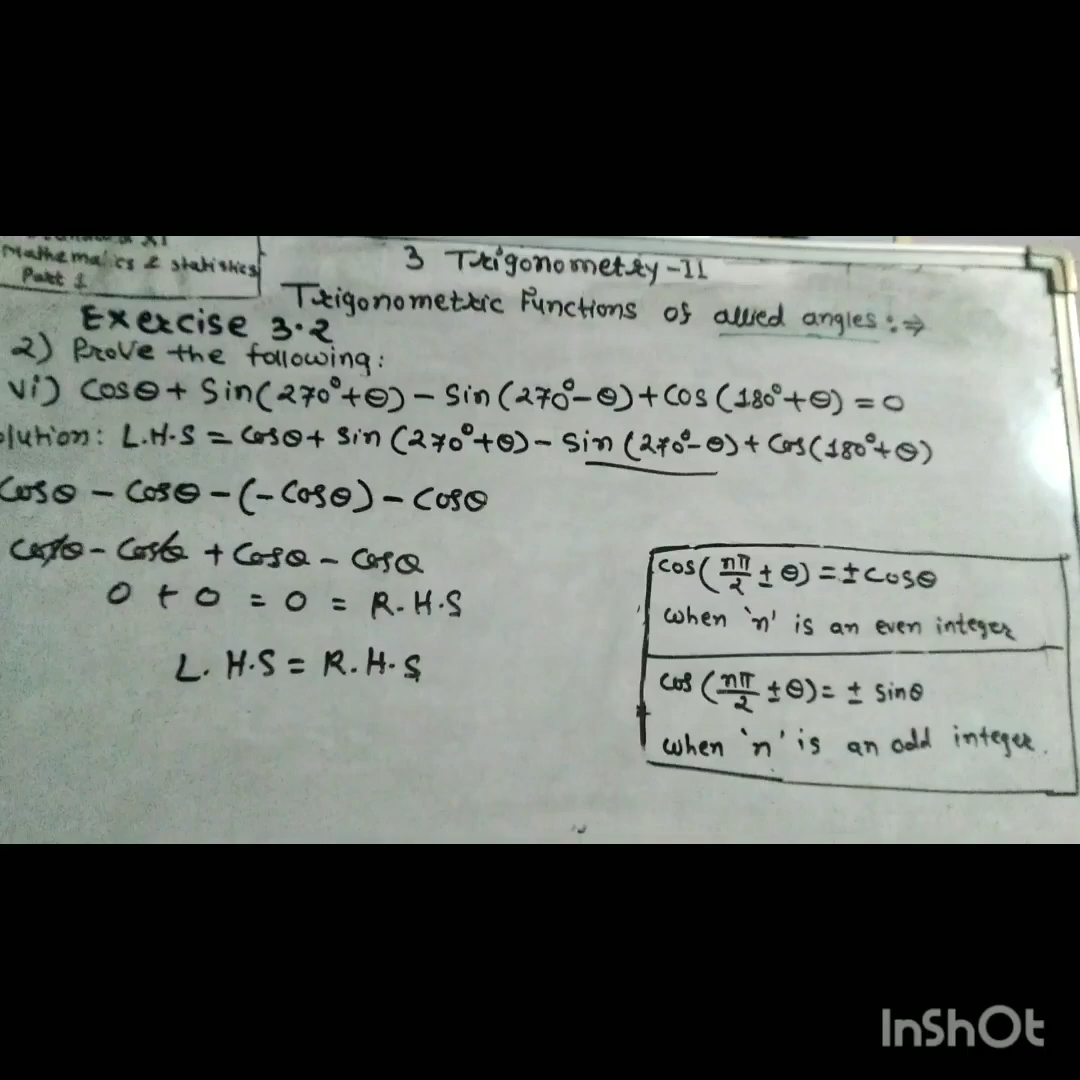 Mathematics & statistics
Part 1
3 Trigonometry-II
Trigonometric Functions of allied angles :⇒
Exercise 3.2
2) Prove the following:
vi) Cosθ + Sin(270°+θ) – Sin(270°–θ) + Cos(180°+θ) = 0
olution: L.H.S = Cosθ + Sin(270°+θ) – Sin(270°–θ) + Cos(180°+θ)
Cosθ – Cosθ – (–Cosθ) – Cosθ
Cosθ – Cosθ + Cosθ – Cosθ
0 + 0 = 0 = R.H.S
L.H.S = R.H.S
cos(nπ/2 ± θ) = ± cosθ
when 'n' is an even integer
cos(nπ/2 ± θ) = ± sinθ
when 'n' is an odd integer.
InShOt